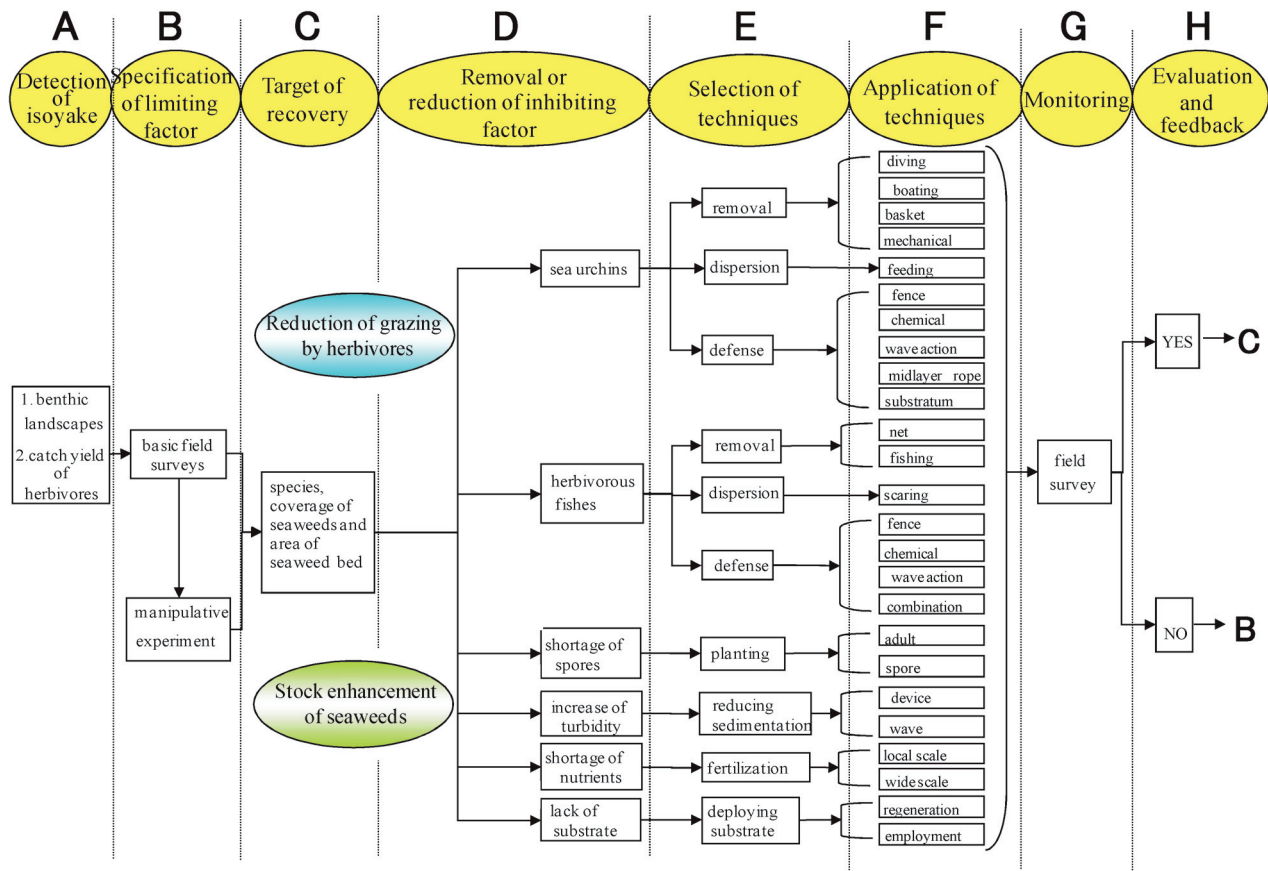 A
B
C
D
E
F
G
H
Detection
of
isoyake
Specification
of limiting
factor
Target of
recovery
Removal or
reduction of inhibiting
factor
Selection of
techniques
Application of
techniques
Monitoring
Evaluation
and
feedback
1. benthic
landscapes
2.catch yield
of
herbivores
basic field
surveys
manipulative
experiment
species,
coverage of
seaweeds and
area of
seaweed bed
Reduction of grazing
by herbivores
Stock enhancement
of seaweeds
sea urchins
herbivorous
fishes
shortage of
spores
increase of
turbidity
shortage of
nutrients
lack of
substrate
removal
dispersion
defense
removal
dispersion
defense
planting
reducing
sedimentation
fertilization
deploying
substrate
diving
boating
basket
mechanical
feeding
fence
chemical
wave action
midlayer rope
substratum
net
fishing
scaring
fence
chemical
wave action
combination
adult
spore
device
wave
local scale
wide scale
regeneration
employment
field
survey
YES
C
NO
B